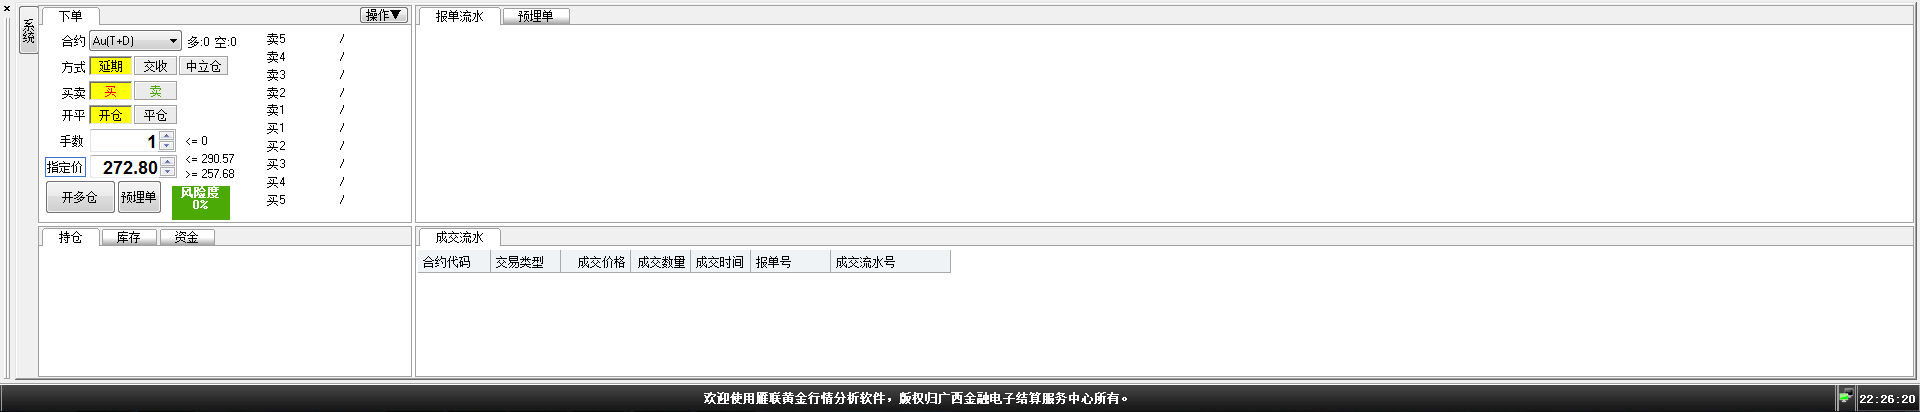 系统
下单 操作▼
合约 Au(T+D) 多:0 空:0
方式 延期 交收 中立仓
买卖 买 卖
开平 开仓 平仓
手数 1 <= 0
指定价 272.80 <= 290.57
>= 257.68
开多仓 预埋单 风险度
0%
卖5 /
卖4 /
卖3 /
卖2 /
卖1 /
买1 /
买2 /
买3 /
买4 /
买5 /
报单流水 预埋单
持仓 库存 资金
成交流水
合约代码 交易类型 成交价格 成交数量 成交时间 报单号 成交流水号
欢迎使用雁联黄金行情分析软件，版权归广西金融电子结算服务中心所有。
22:26:20